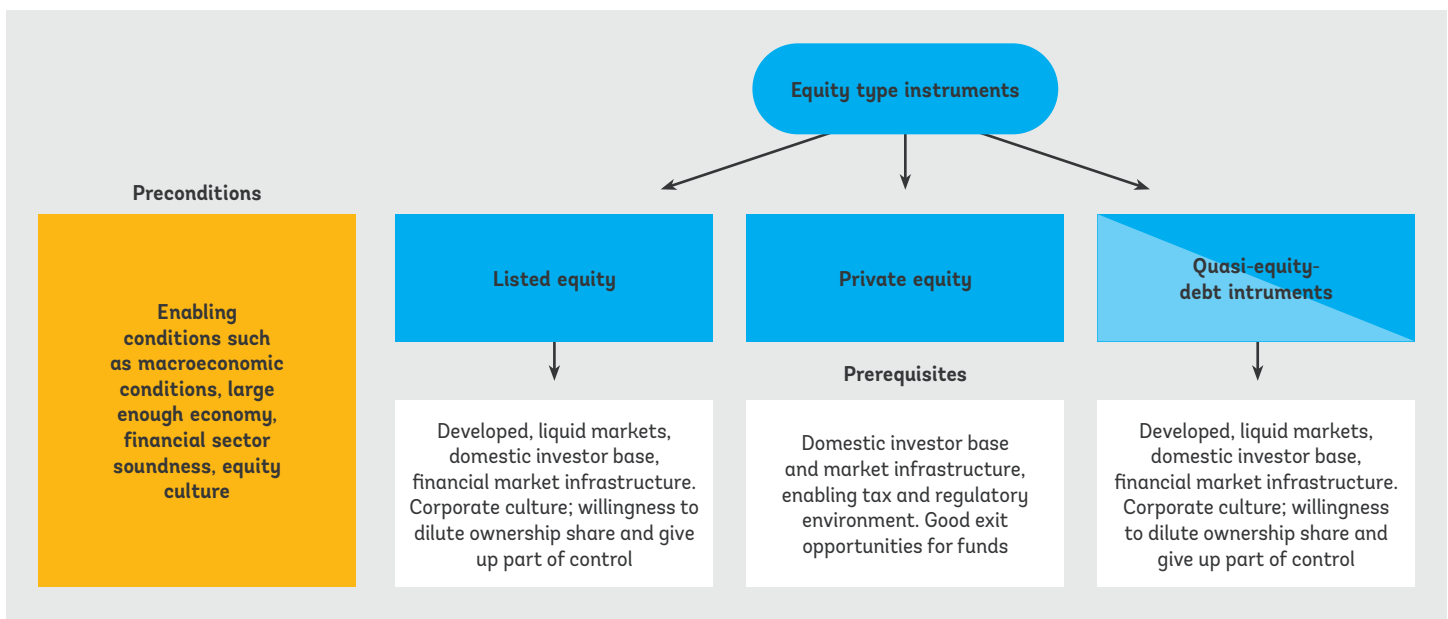 Equity type instruments
Preconditions
Enabling
conditions such
as macroeconomic
conditions, large
enough economy,
financial sector
soundness, equity
culture
Listed equity
Private equity
Quasi-equity-
debt intruments
Prerequisites
Developed, liquid markets,
domestic investor base,
financial market infrastructure.
Corporate culture; willingness to
dilute ownership share and give
up part of control
Domestic investor base
and market infrastructure,
enabling tax and regulatory
environment. Good exit
opportunities for funds
Developed, liquid markets,
domestic investor base,
financial market infrastructure.
Corporate culture; willingness
to dilute ownership share and
give up part of control